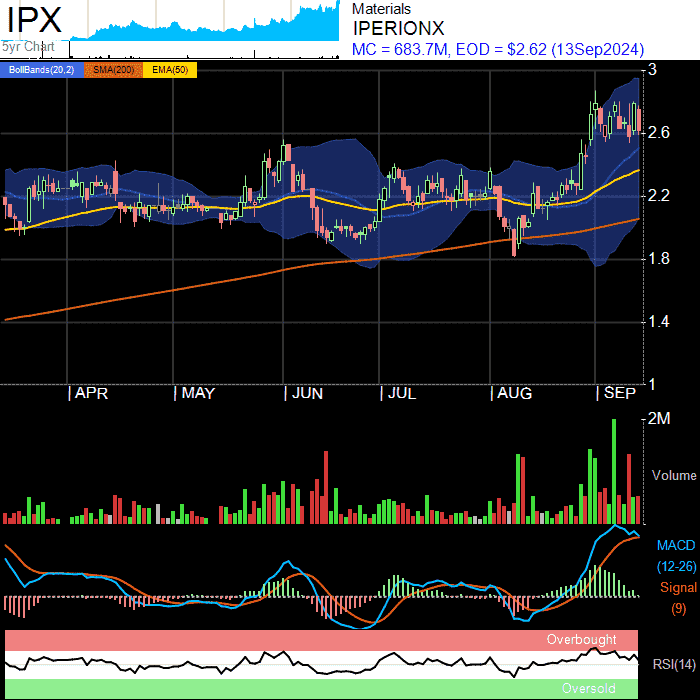 IPX
5yr Chart
Materials
IPERIONX
MC = 683.7M, EOD = $2.62 (13Sep2024)
BollBands(20,2) SMA(200) EMA(50)
3
2.6
2.2
1.8
1.4
1
| APR | MAY | JUN | JUL | AUG | SEP
2M
Volume
MACD
(12-26)
Signal
(9)
Overbought
RSI(14)
Oversold